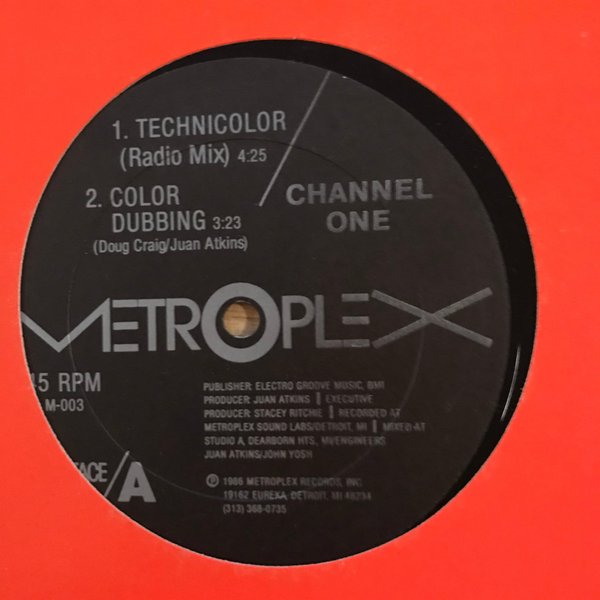 1. TECHNICOLOR
(Radio Mix) 4:25
2. COLOR
DUBBING 3:23
(Doug Craig/Juan Atkins)
CHANNEL
ONE
METROPLEX
45 RPM
M-003
PUBLISHER: ELECTRO GROOVE MUSIC, BMI
PRODUCER: JUAN ATKINS | EXECUTIVE
PRODUCER: STACEY RITCHIE | RECORDED AT
METROPLEX SOUND LABS/DETROIT, MI | MIXED AT
STUDIO A, DEARBORN HTS, MI/ENGINEERS
JUAN ATKINS/JOHN YOSH
FACE/A
Ⓟ 1986 METROPLEX RECORDS, INC
19162 EUREKA, DETROIT, MI 48234
(313) 368-0735